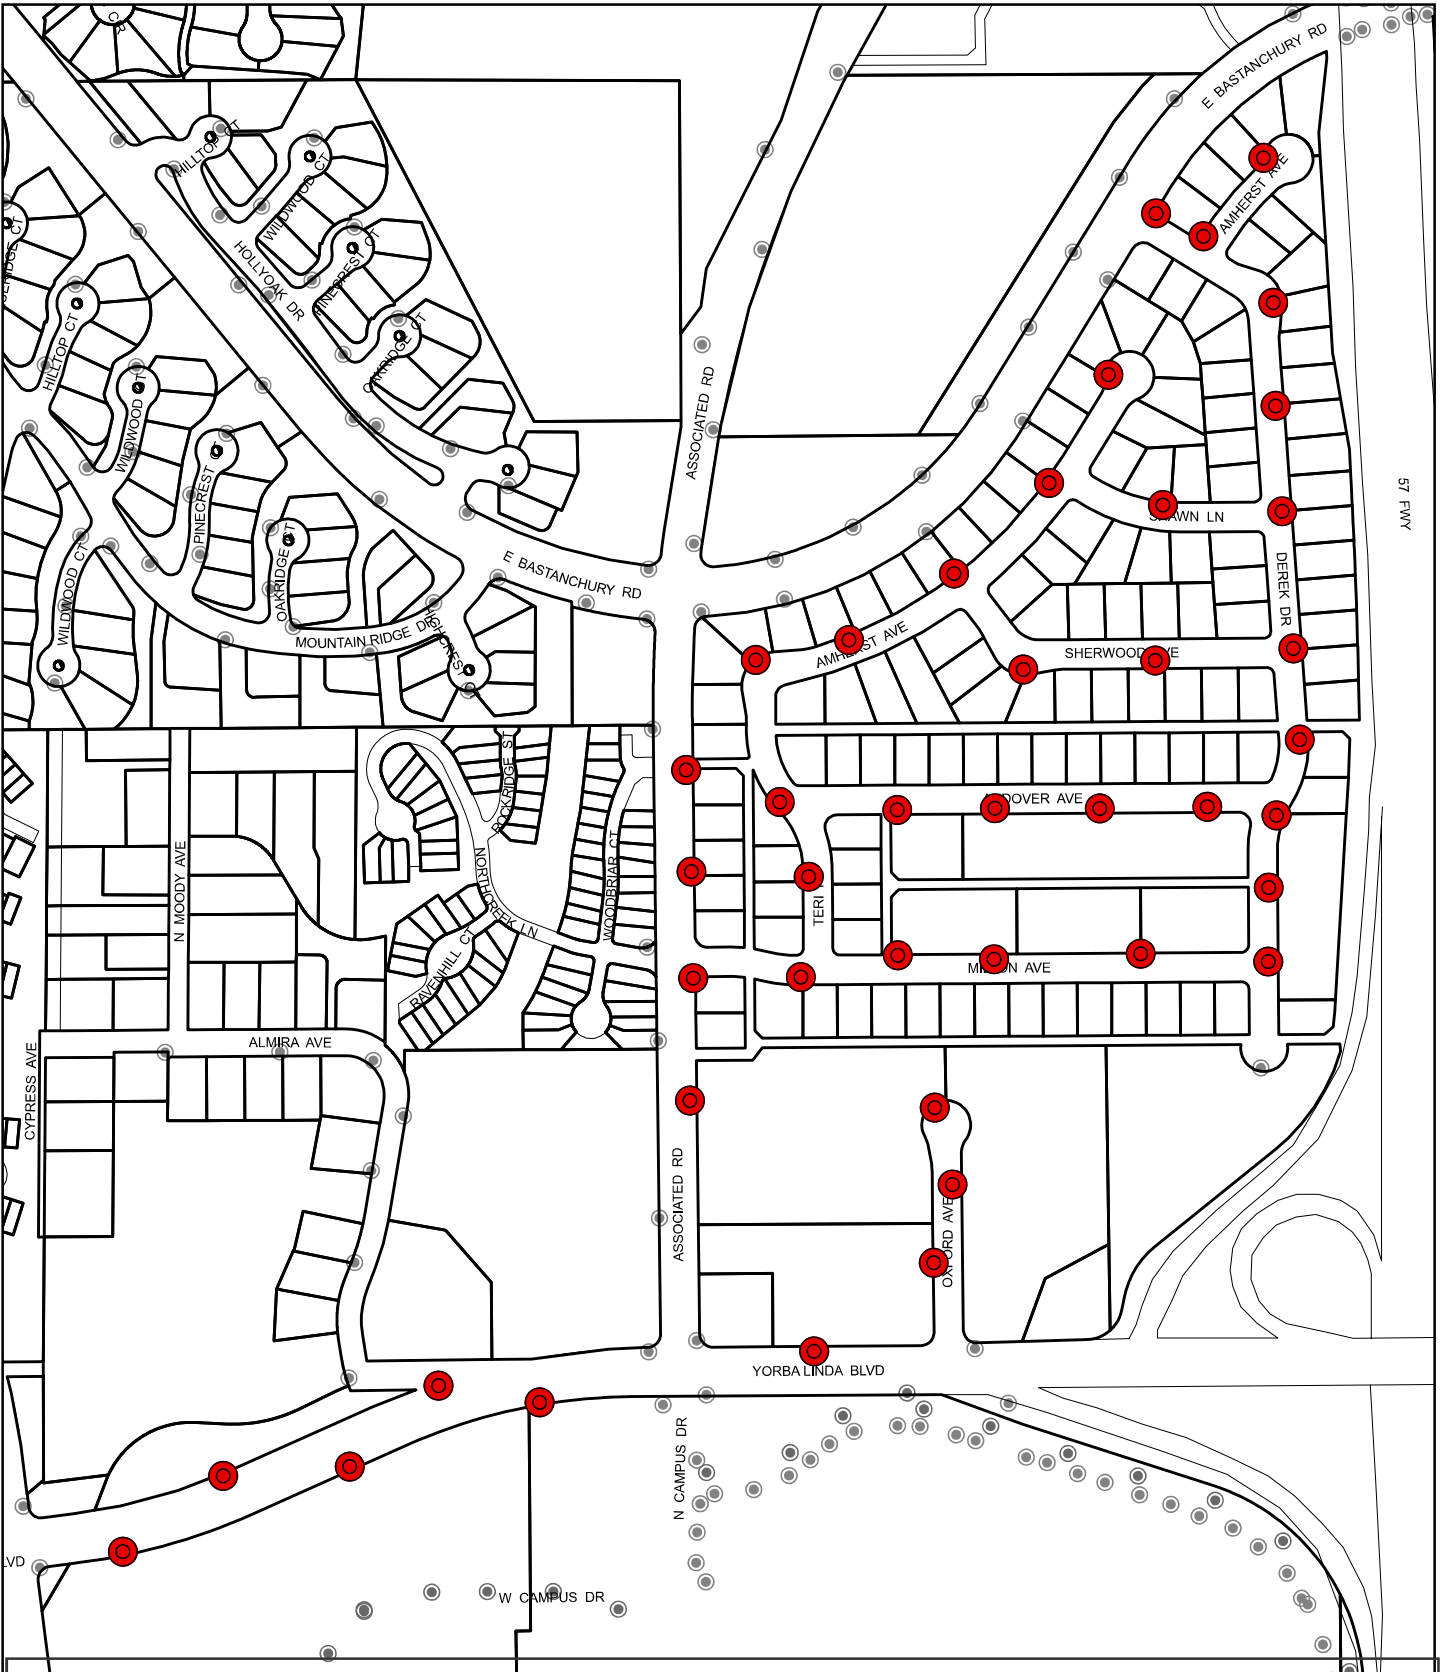 E BASTANCHURY RD
HILLTOP CT
WILDWOOD CT
AMHERST AVE
HOLLYOAK DR
PINECREST CT
OAKRIDGE CT
HILLTOP CT
WILDWOOD CT
ASSOCIATED RD
PINECREST
57 FWY
LN
OAKRIDGE CT
WILDWOOD CT
E BASTANCHURY RD
DEREK DR
MOUNTAIN RIDGE DR
AVE
SHERWOOD AVE
ROCKRIDGE ST
AVE
N MOODY AVE
NORTHCREEK LN
WOODBRIAR CT
TERI
RAVENHILL CT
AVE
ALMIRA AVE
CYPRESS AVE
ASSOCIATED RD
OXFORD AVE
YORBA LINDA BLVD
N CAMPUS DR
LVD
W CAMPUS DR